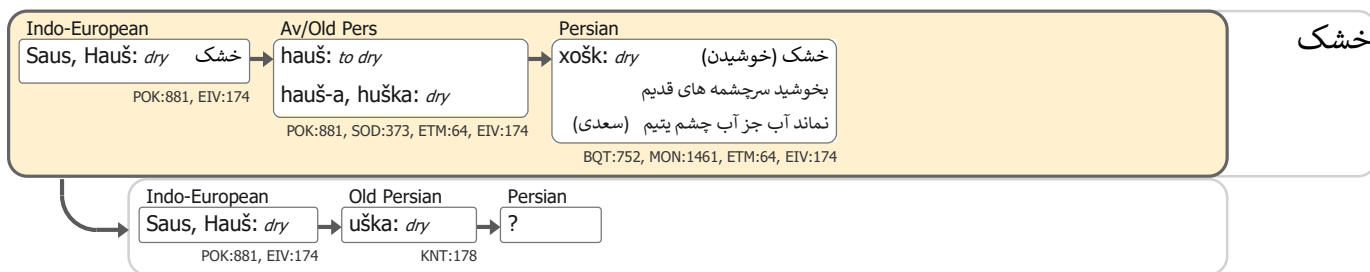 خشک
Indo-European
Saus, Hauš: dry خشک
POK:881, EIV:174
Av/Old Pers
hauš: to dry
hauš-a, huška: dry
POK:881, SOD:373, ETM:64, EIV:174
Persian
xošk: dry خشک (خوشیدن)
بخوشید سرچشمه های قدیم
نماند آب جز آب چشم یتیم (سعدی)
BQT:752, MON:1461, ETM:64, EIV:174
Indo-European
Saus, Hauš: dry
POK:881, EIV:174
Old Persian
uška: dry
KNT:178
Persian
?